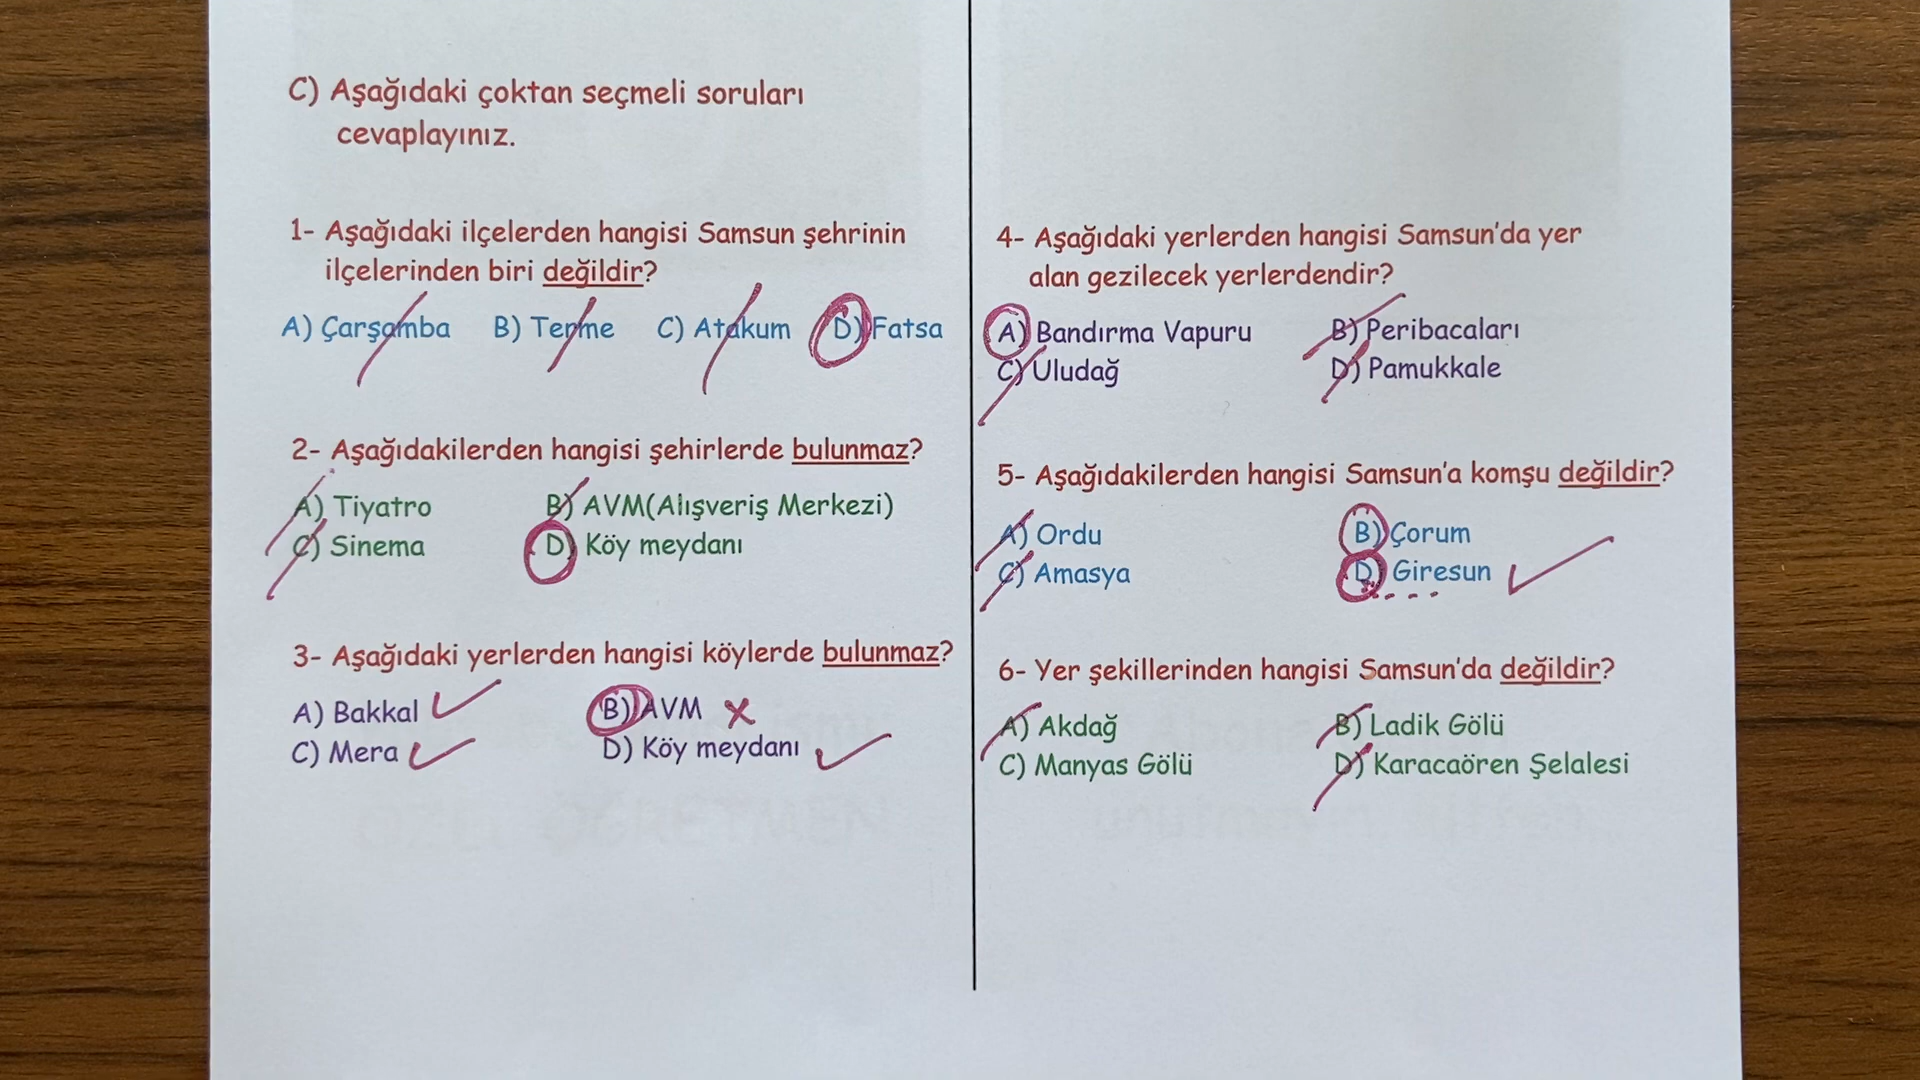 C) Aşağıdaki çoktan seçmeli soruları
cevaplayınız.
1- Aşağıdaki ilçelerden hangisi Samsun şehrinin
ilçelerinden biri değildir?
A) Çarşamba B) Terme C) Atakum D) Fatsa
2- Aşağıdakilerden hangisi şehirlerde bulunmaz?
A) Tiyatro B) AVM(Alışveriş Merkezi)
C) Sinema D) Köy meydanı
3- Aşağıdaki yerlerden hangisi köylerde bulunmaz?
A) Bakkal B) AVM
C) Mera D) Köy meydanı
4- Aşağıdaki yerlerden hangisi Samsun'da yer
alan gezilecek yerlerdendir?
A) Bandırma Vapuru B) Peribacaları
C) Uludağ D) Pamukkale
5- Aşağıdakilerden hangisi Samsun'a komşu değildir?
A) Ordu B) Çorum
C) Amasya D) Giresun
6- Yer şekillerinden hangisi Samsun'da değildir?
A) Akdağ B) Ladik Gölü
C) Manyas Gölü D) Karacaören Şelalesi